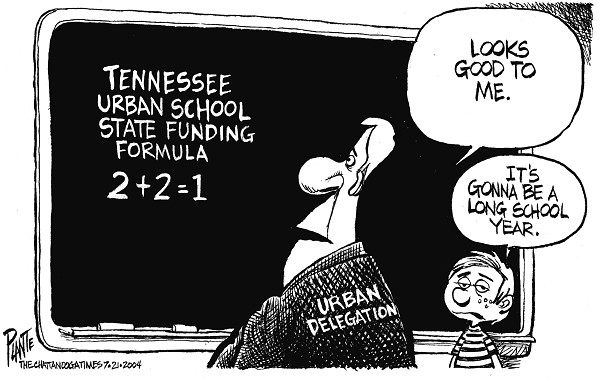 TENNESSEE
URBAN SCHOOL
STATE FUNDING
FORMULA
2+2=1
LOOKS
GOOD TO
ME.
IT'S
GONNA BE A
LONG SCHOOL
YEAR.
URBAN
DELEGATION
PLANTE
THE CHATTANOOGA TIMES 7·21·2004